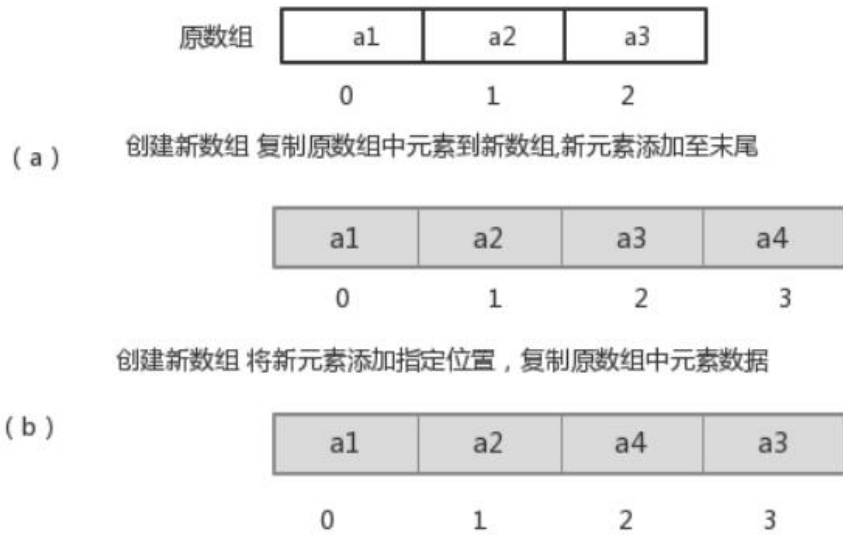 原数组 a1 a2 a3
0 1 2
(a) 创建新数组 复制原数组中元素到新数组,新元素添加至末尾
a1 a2 a3 a4
0 1 2 3
创建新数组 将新元素添加指定位置，复制原数组中元素数据
(b)
a1 a2 a4 a3
0 1 2 3